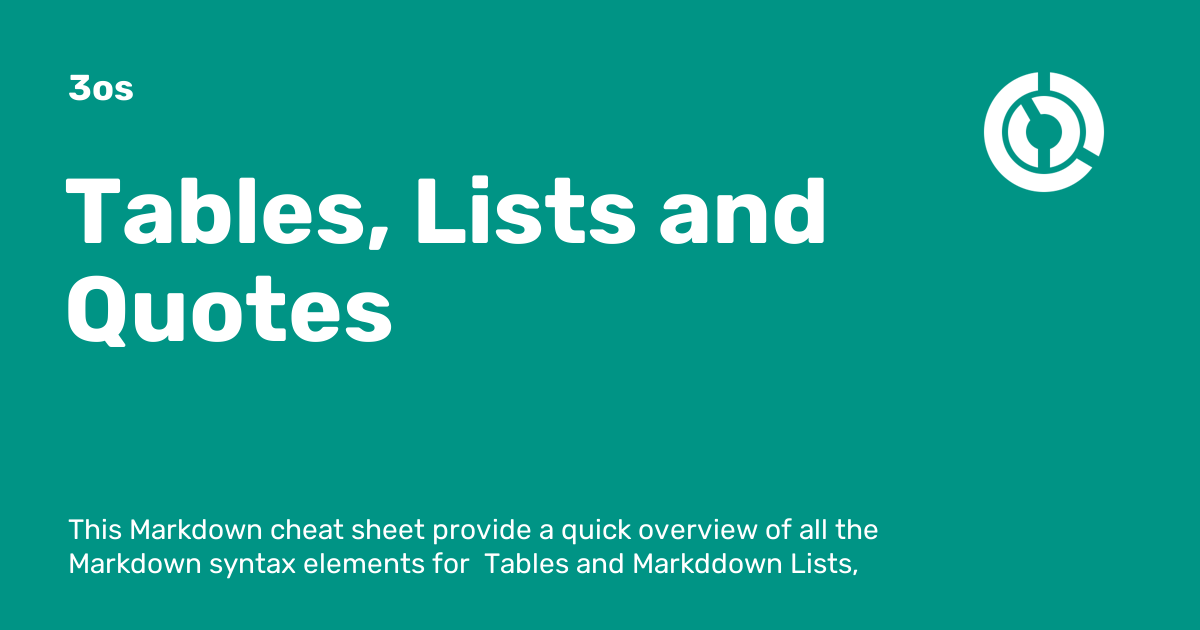 3os
Tables, Lists and
Quotes
This Markdown cheat sheet provide a quick overview of all the
Markdown syntax elements for  Tables and Markddown Lists,